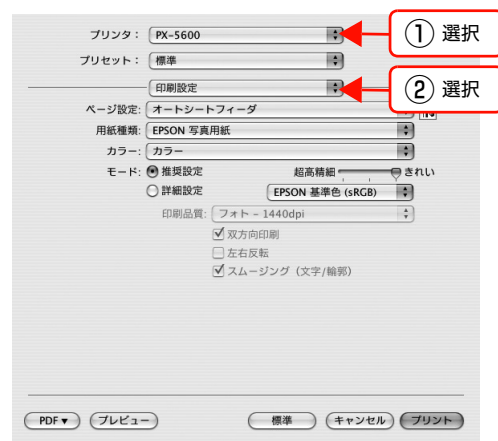 プリンタ： PX-5600
① 選択
プリセット： 標準
印刷設定
② 選択
ページ設定: オートシートフィーダ
用紙種類: EPSON 写真用紙
カラー: カラー
モード: 推奨設定 超高精細 きれい
詳細設定 EPSON 基準色 (sRGB)
印刷品質: フォト - 1440dpi
双方向印刷
左右反転
スムージング（文字/輪郭）
PDF▼ プレビュー 標準 キャンセル プリント